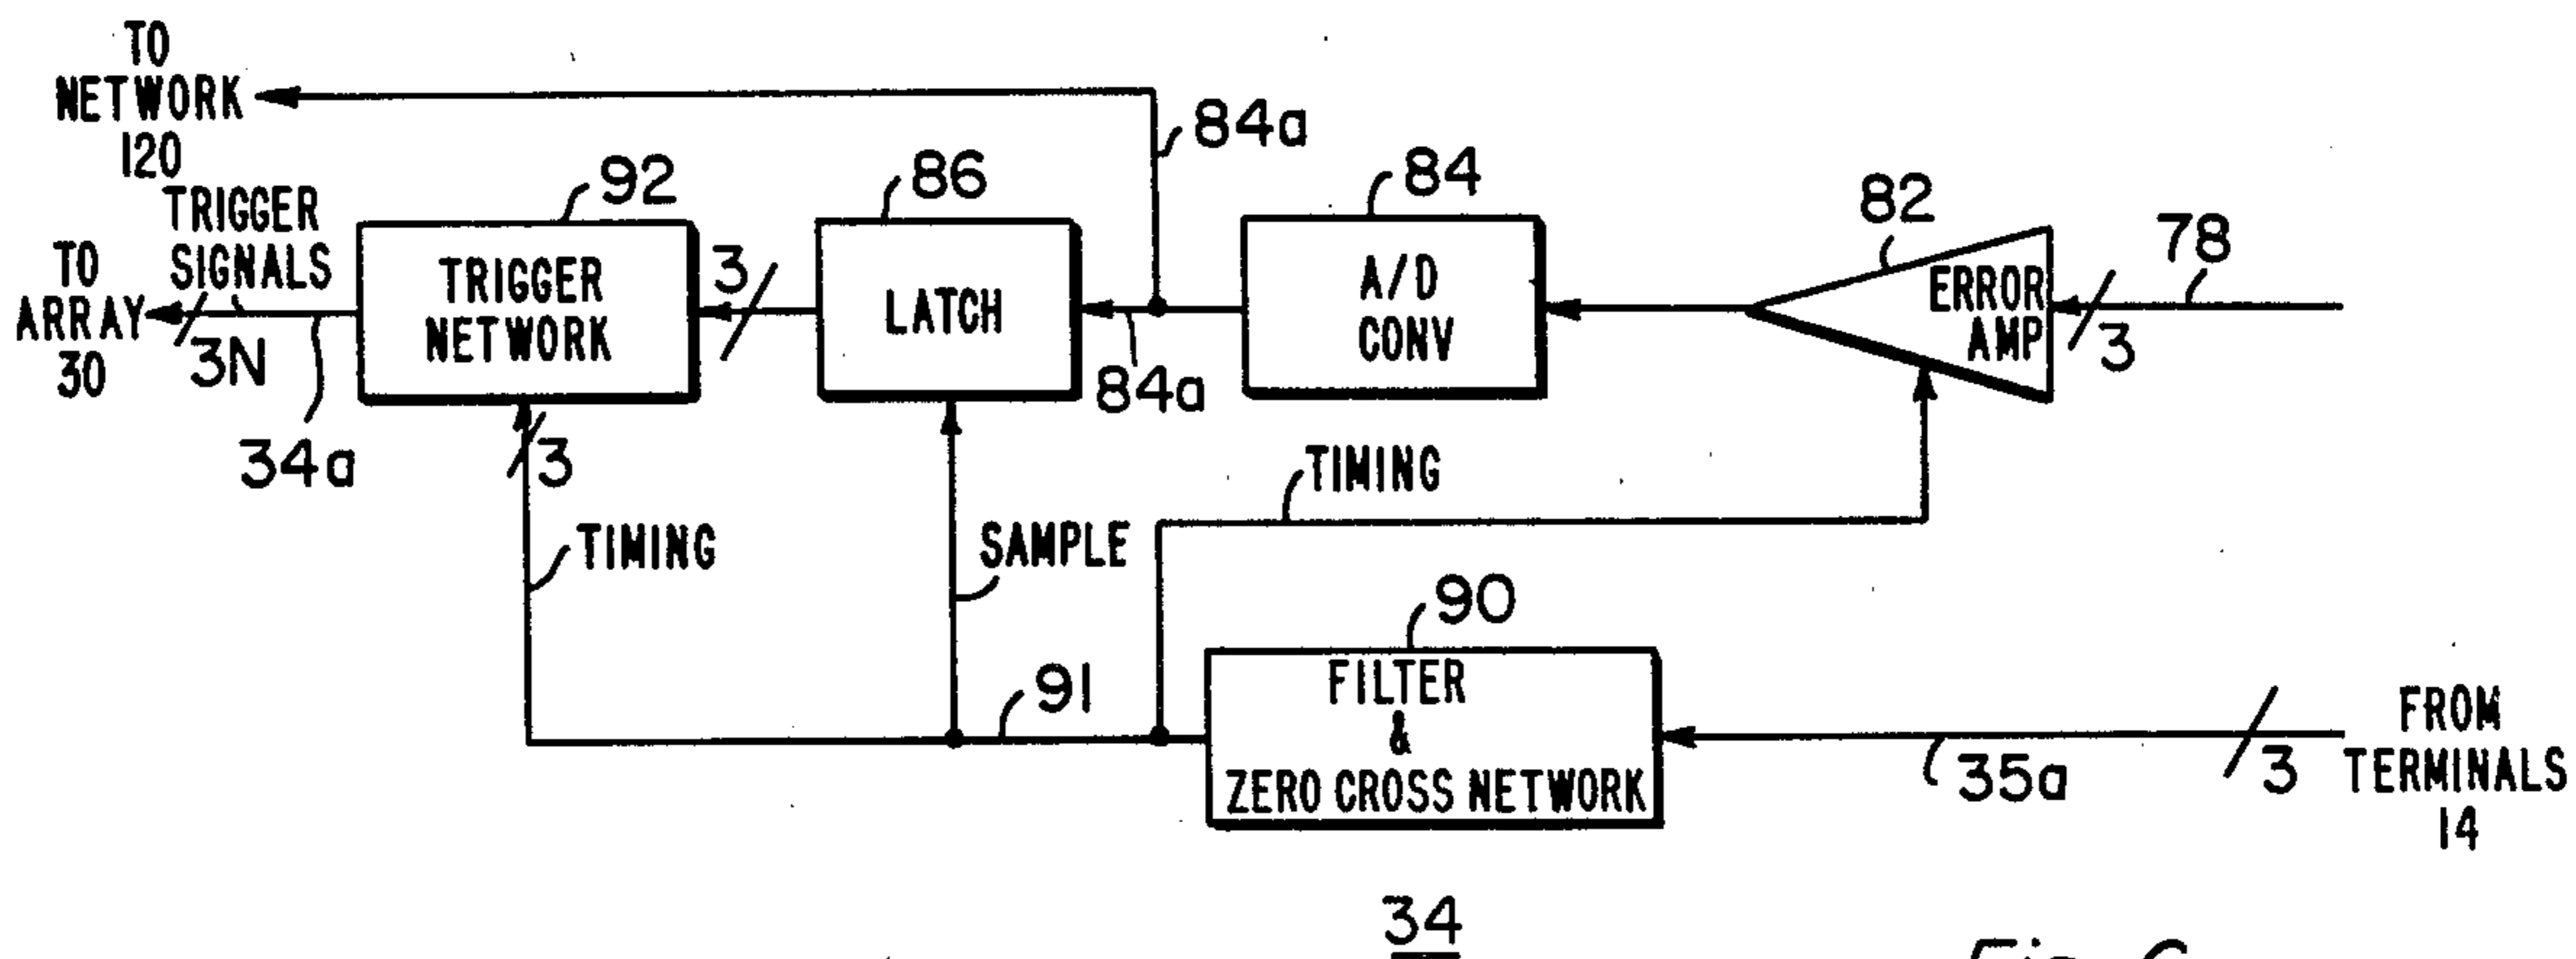 TO
NETWORK
120
TRIGGER
SIGNALS
TO
ARRAY
30
3N
34a
92
TRIGGER
NETWORK
3
TIMING
3
86
LATCH
84a
84a
SAMPLE
84
A/D
CONV
82
ERROR
AMP
78
3
TIMING
91
90
FILTER
&
ZERO CROSS NETWORK
35a
3
FROM
TERMINALS
14
34